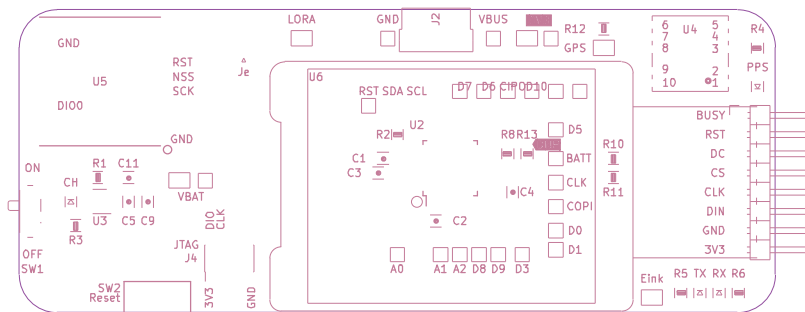 LORA GND J2 VBUS R12 GPS
6 5
7 U4 4
8 3
9 2
10 1
R4
PPS
GND
U5
DIO0
RST
NSS
SCK
Je
GND
U6
RST SDA SCL
D7 D6 CIPO D10
R2 U2
R8 R13
D5
C1
BATT
C3
CLK
C4
COPI
C2
D0
D1
A0 A1 A2 D8 D9 D3
R10
R11
BUSY
RST
DC
CS
CLK
DIN
GND
3V3
ON
CH
R1 C11
VBAT
U3 C5 C9
R3
OFF
SW1
DIO
CLK
JTAG
J4
SW2
Reset
3V3
GND
Eink
R5 TX RX R6